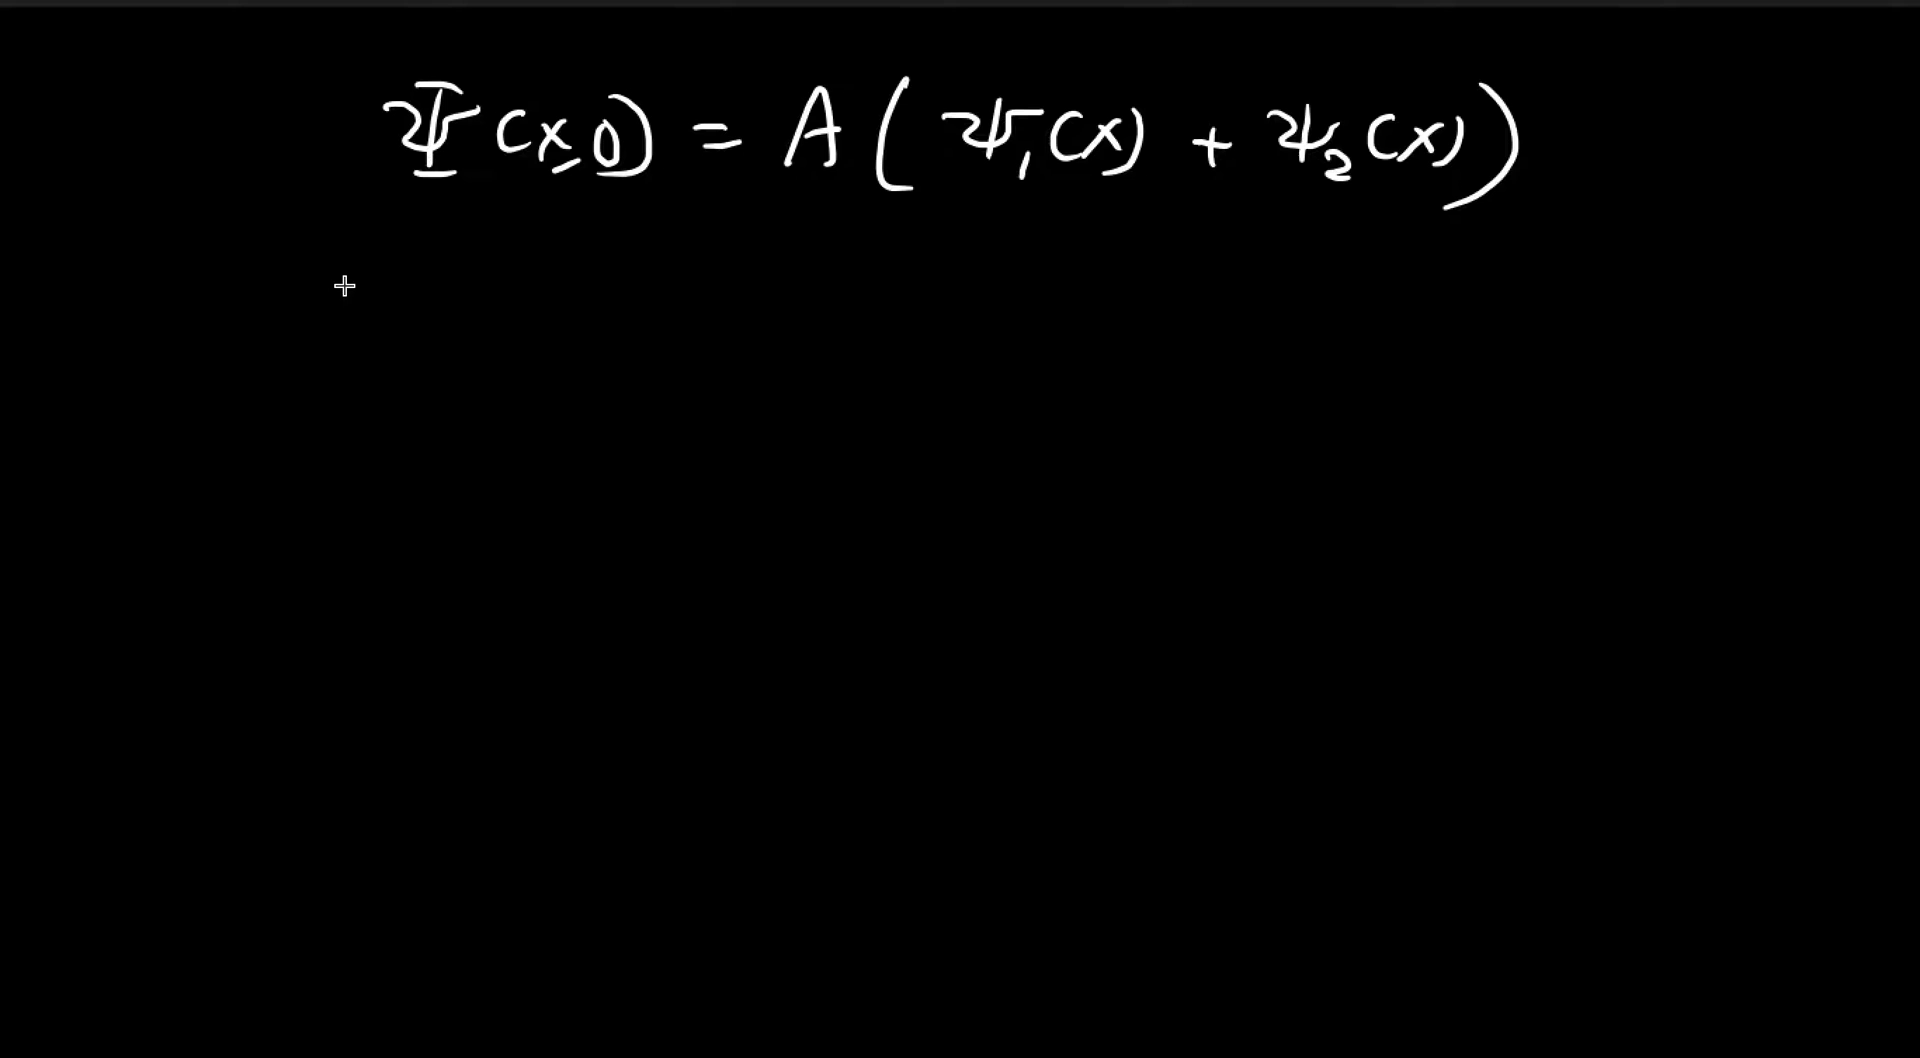 Ψ(x,0) = A(ψ₁(x) + ψ₂(x))